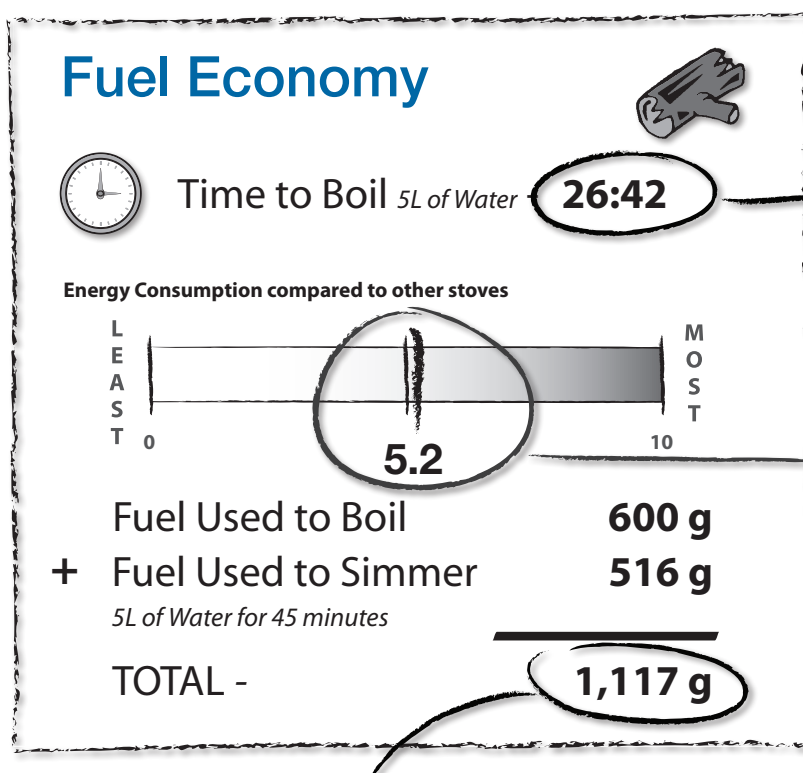 Fuel Economy
Time to Boil 5L of Water - 26:42
Energy Consumption compared to other stoves
LEAST
MOST
0 10
5.2
Fuel Used to Boil 600 g
+ Fuel Used to Simmer 516 g
5L of Water for 45 minutes
TOTAL - 1,117 g